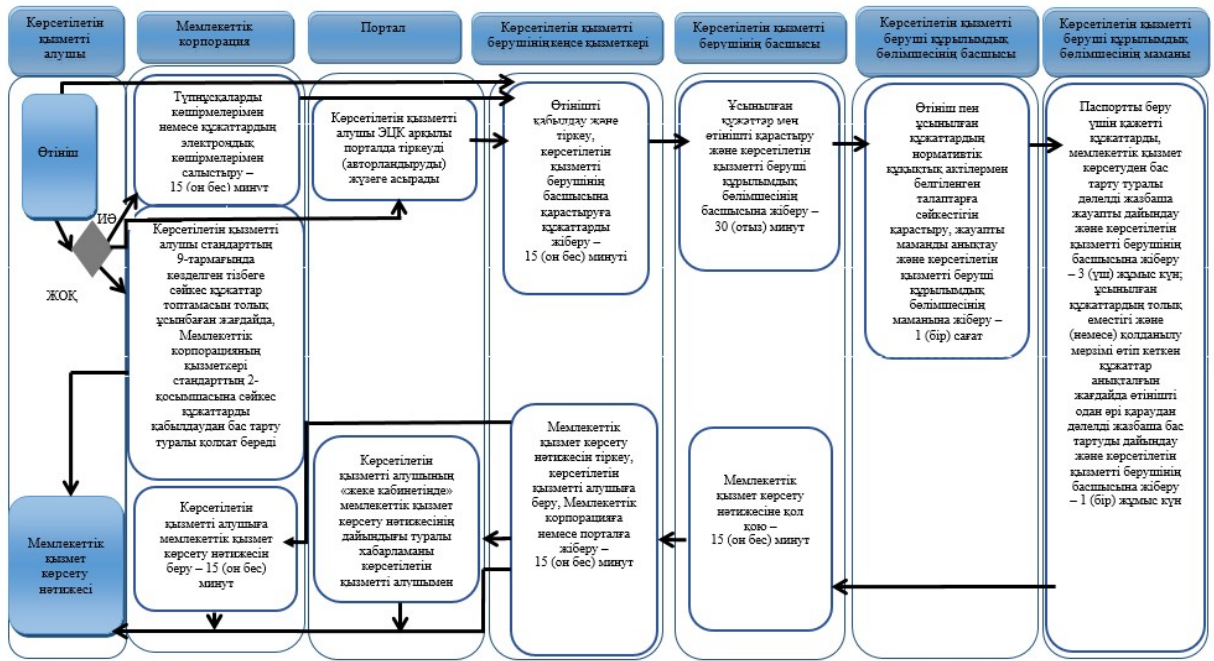 Көрсетілетін
қызметті
алушы
Мемлекеттік
корпорация
Портал
Көрсетілетін қызметті
берушініңкеңсе қызметкері
Көрсетілетін қызметті
берушінің басшысы
Көрсетілетін қызметті
беруші құрылымдық
бөлімшесінің басшысы
Көрсетілетін қызметті
беруші құрылымдық
бөлімшесінің маманы
Өтініш
ИӘ
ЖОҚ
Мемлекеттік
қызмет
көрсету
нәтижесі
Түпнұсқаларды
көшірмелерімен
немесе құжаттардың
электрондық
көшірмелерімен
салыстыру –
15 (он бес) минут
Көрсетілетін қызметті
алушы стандарттың
9-тармағында
көзделген тізбеге
сәйкес құжаттар
топтамасын толық
ұсынбаған жағдайда,
Мемлекеттік
корпорацияның
қызметкері
стандарттың 2-
қосымшасына сәйкес
құжаттарды
қабылдаудан бас тарту
туралы қолхат береді
Көрсетілетін
қызметті алушыға
мемлекеттік қызмет
көрсету нәтижесін
беру – 15 (он бес)
минут
Көрсетілетін қызметті
алушы ЭЦҚ арқылы
порталда тіркеуді
(авторландыруды)
жүзеге асырады
Көрсетілетін
қызметті алушының
«жеке кабинетінде»
мемлекеттік қызмет
көрсету нәтижесінің
дайындығы туралы
хабарламаны
көрсетілетін
қызметті алушымен
Өтінішті
қабылдау және
тіркеу,
көрсетілетін
қызметті
берушінің
басшысына
қарастыруға
құжаттарды
жіберу –
15 (он бес) минуті
Мемлекеттік
қызмет көрсету
нәтижесін тіркеу,
көрсетілетін
қызметті алушыға
беру, Мемлекеттік
корпорацияға
немесе порталға
жіберу –
15 (он бес) минут
Ұсынылған
құжаттар мен
өтінішті қарастыру
және көрсетілетін
қызметті беруші
құрылымдық
бөлімшесінің
басшысына жіберу –
30 (отыз) минут
Мемлекеттік
қызмет көрсету
нәтижесіне қол
қою –
15 (он бес) минут
Өтініш пен
ұсынылған
құжаттардың
нормативтік
құқықтық актілермен
белгіленген
талаптарға
сәйкестігін
қарастыру, жауапты
маманды анықтау
және көрсетілетін
қызметті беруші
құрылымдық
бөлімшесінің
маманына жіберу –
1 (бір) сағат
Паспортты беру
үшін қажетті
құжаттарды,
мемлекеттік қызмет
көрсетуден бас
тарту туралы
дәлелді жазбаша
жауапты дайындау
және көрсетілетін
қызметті берушінің
басшысына жіберу
– 3 (үш) жұмыс күн;
ұсынылған
құжаттардың толық
еместігі және
(немесе) қолданылу
мерзімі өтіп кеткен
құжаттар
анықталғын
жағдайда өтінішті
одан әрі қараудан
дәлелді жазбаша бас
тартуды дайындау
және көрсетілетін
қызметті берушінің
басшысына жіберу
– 1 (бір) жұмыс күн